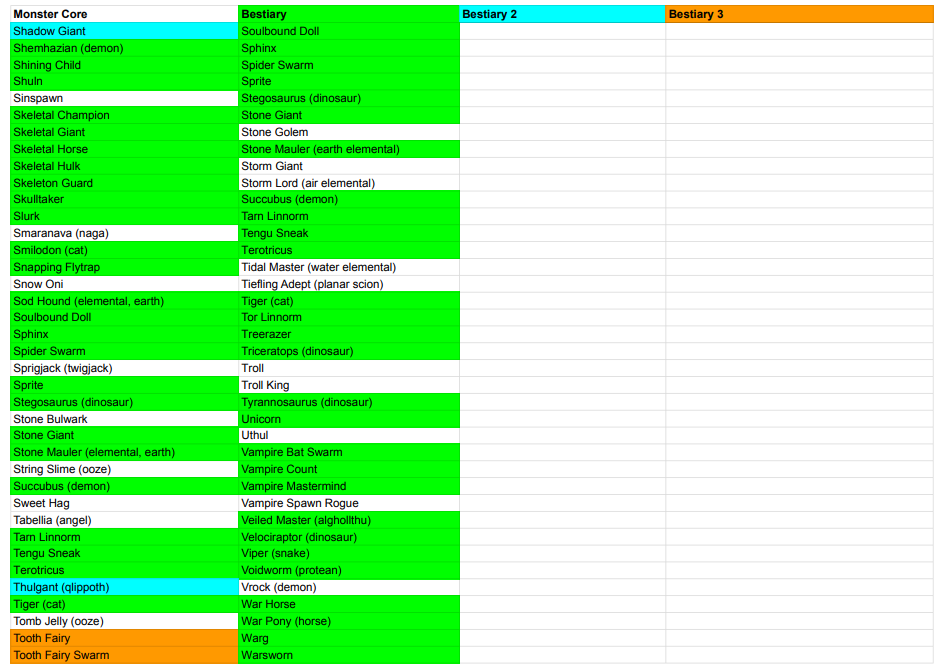 Monster Core Bestiary Bestiary 2 Bestiary 3
Shadow Giant Soulbound Doll
Shemhazian (demon) Sphinx
Shining Child Spider Swarm
Shuln Sprite
Sinspawn Stegosaurus (dinosaur)
Skeletal Champion Stone Giant
Skeletal Giant Stone Golem
Skeletal Horse Stone Mauler (earth elemental)
Skeletal Hulk Storm Giant
Skeleton Guard Storm Lord (air elemental)
Skulltaker Succubus (demon)
Slurk Tarn Linnorm
Smaranava (naga) Tengu Sneak
Smilodon (cat) Terotricus
Snapping Flytrap Tidal Master (water elemental)
Snow Oni Tiefling Adept (planar scion)
Sod Hound (elemental, earth) Tiger (cat)
Soulbound Doll Tor Linnorm
Sphinx Treerazer
Spider Swarm Triceratops (dinosaur)
Sprigjack (twigjack) Troll
Sprite Troll King
Stegosaurus (dinosaur) Tyrannosaurus (dinosaur)
Stone Bulwark Unicorn
Stone Giant Uthul
Stone Mauler (elemental, earth) Vampire Bat Swarm
String Slime (ooze) Vampire Count
Succubus (demon) Vampire Mastermind
Sweet Hag Vampire Spawn Rogue
Tabellia (angel) Veiled Master (alghollthu)
Tarn Linnorm Velociraptor (dinosaur)
Tengu Sneak Viper (snake)
Terotricus Voidworm (protean)
Thulgant (qlippoth) Vrock (demon)
Tiger (cat) War Horse
Tomb Jelly (ooze) War Pony (horse)
Tooth Fairy Warg
Tooth Fairy Swarm Warsworn